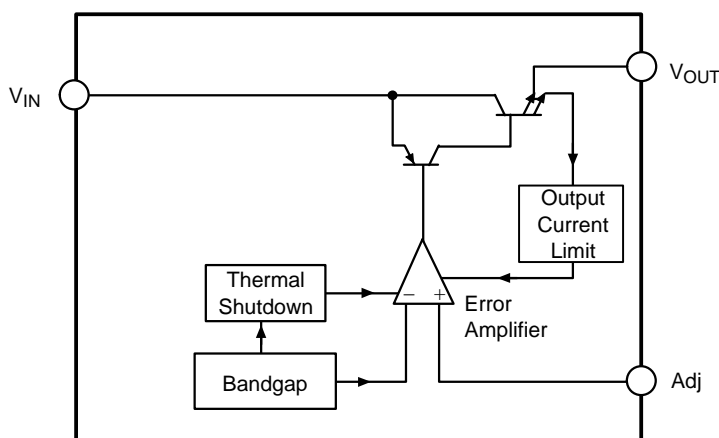 V_IN
V_OUT
Output
Current
Limit
Thermal
Shutdown
− +
Error
Amplifier
Bandgap
Adj